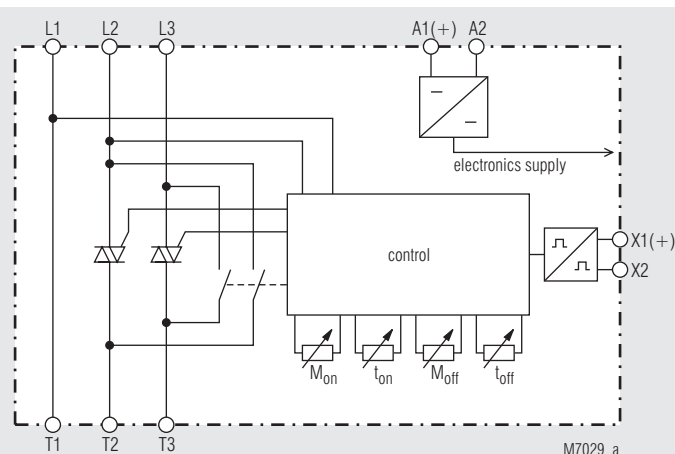 L1 L2 L3 A1(+) A2
electronics supply
control
X1(+)
X2
Mon ton Moff toff
T1 T2 T3
M7029_a